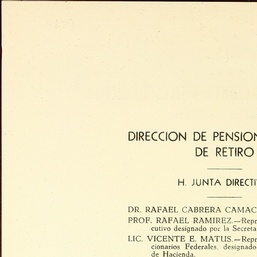 DIRECCION DE PENSION
DE RETIRO
H. JUNTA DIRECTI
DR. RAFAEL CABRERA CAMAC
PROF. RAFAEL RAMIREZ.—Repr
cutivo designado por la Secreta
LIC. VICENTE E. MATUS.—Repr
cionarios Federales, designado
de Hacienda.